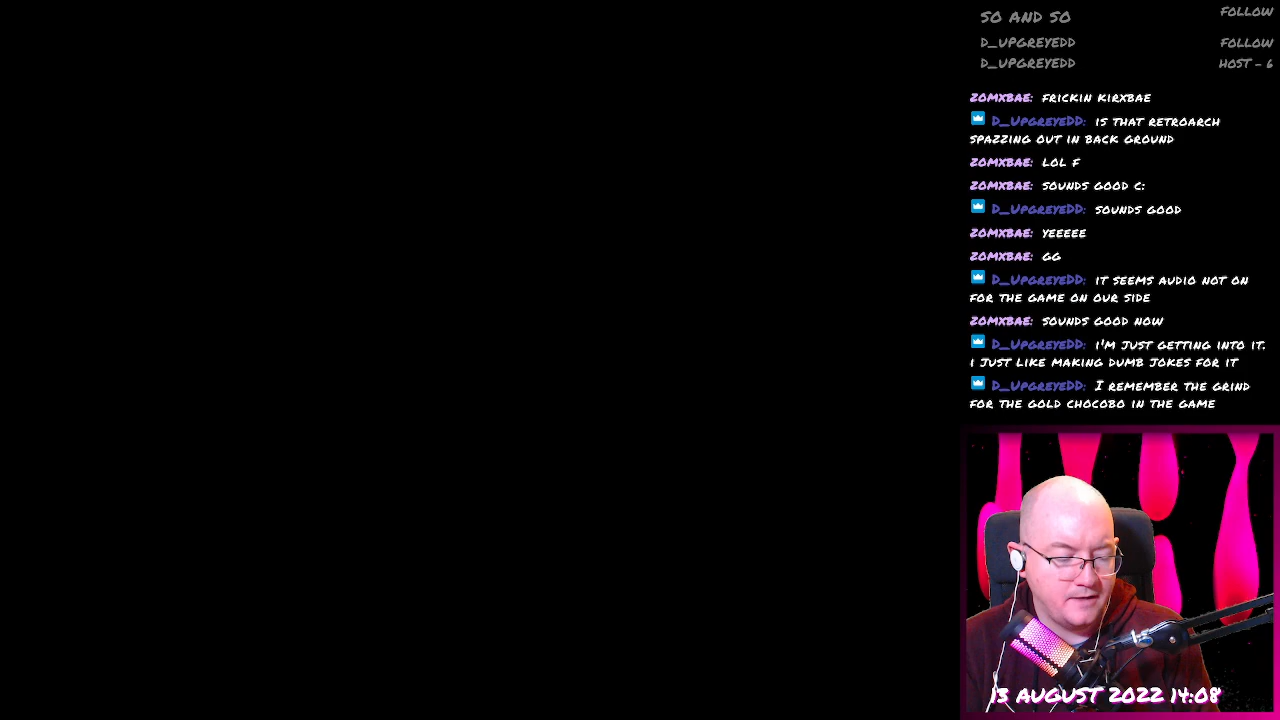 SO AND SO FOLLOW
D_UPGREYEDD FOLLOW
D_UPGREYEDD HOST - 6
ZOMXBAE: FRICKIN KIRXBAE
D_UPGREYEDD: IS THAT RETROARCH
SPAZZING OUT IN BACK GROUND
ZOMXBAE: LOL F
ZOMXBAE: SOUNDS GOOD C:
D_UPGREYEDD: SOUNDS GOOD
ZOMXBAE: YEEEEE
ZOMXBAE: GG
D_UPGREYEDD: IT SEEMS AUDIO NOT ON
FOR THE GAME ON OUR SIDE
ZOMXBAE: SOUNDS GOOD NOW
D_UPGREYEDD: I'M JUST GETTING INTO IT.
I JUST LIKE MAKING DUMB JOKES FOR IT
D_UPGREYEDD: I REMEMBER THE GRIND
FOR THE GOLD CHOCOBO IN THE GAME
13 AUGUST 2022 14:08